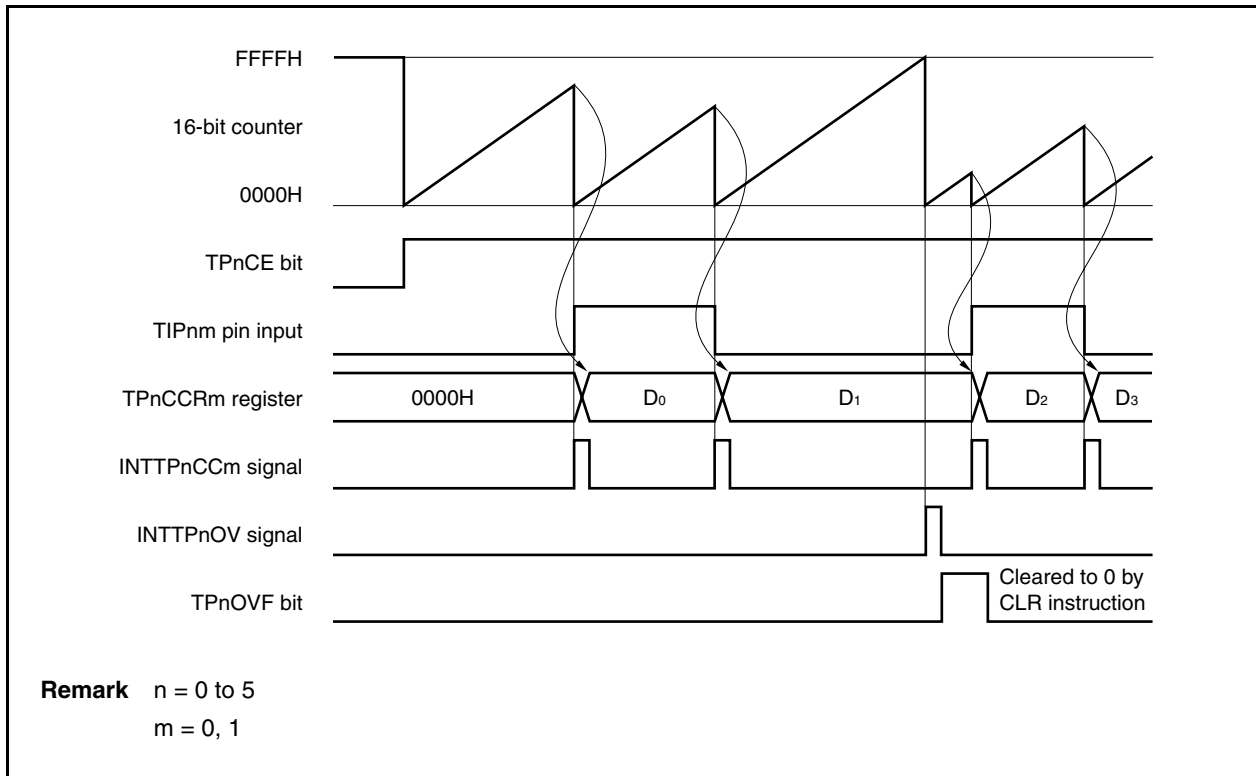 FFFFH
16-bit counter
0000H
TPnCE bit
TIPnm pin input
TPnCCRm register
0000H
D0
D1
D2
D3
INTTPnCCm signal
INTTPnOV signal
TPnOVF bit
Cleared to 0 by
CLR instruction
Remark n = 0 to 5
m = 0, 1